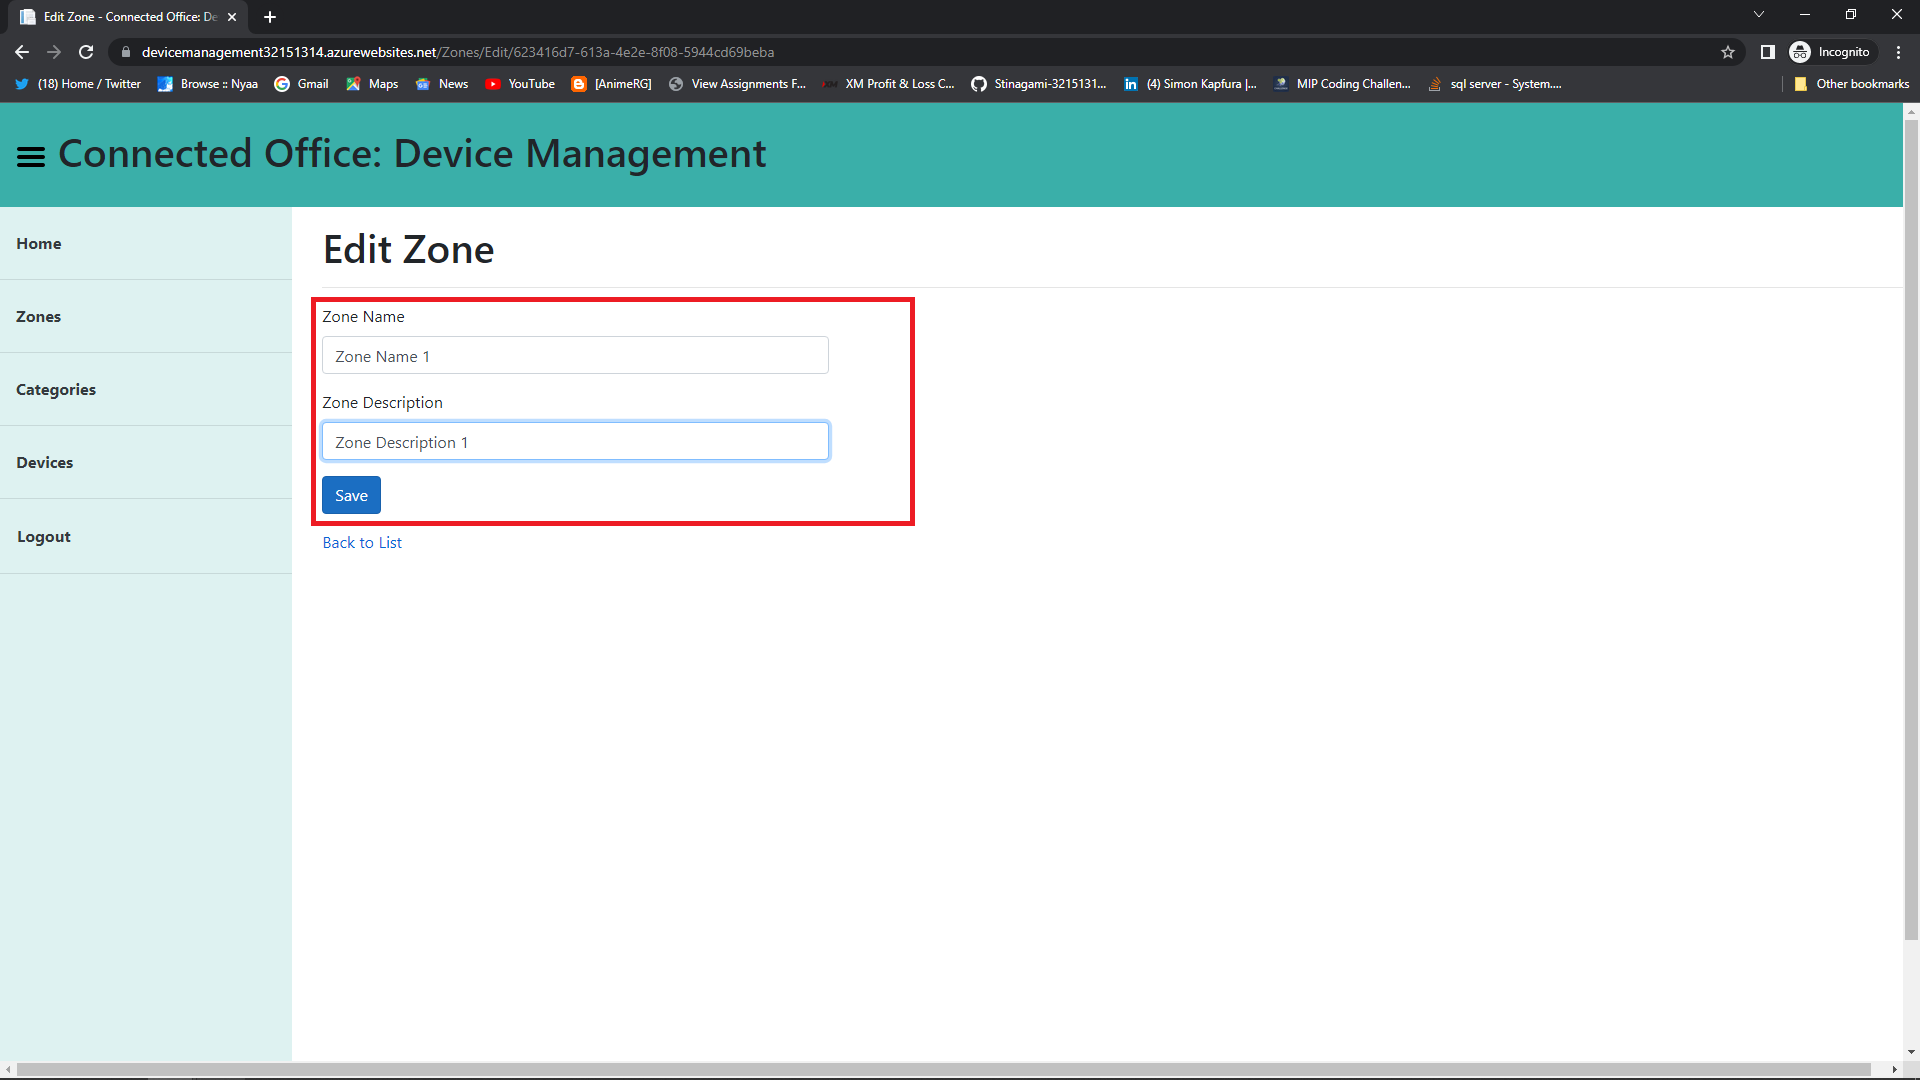 Edit Zone - Connected Office: De
devicemanagement32151314.azurewebsites.net/Zones/Edit/623416d7-613a-4e2e-8f08-5944cd69beba
Incognito
(18) Home / Twitter
Browse :: Nyaa
Gmail
Maps
News
YouTube
[AnimeRG]
View Assignments F...
XM Profit & Loss C...
Stinagami-3215131...
(4) Simon Kapfura |...
MIP Coding Challen...
sql server - System....
Other bookmarks
Connected Office: Device Management
Home
Zones
Categories
Devices
Logout
Edit Zone
Zone Name
Zone Name 1
Zone Description
Zone Description 1
Save
Back to List